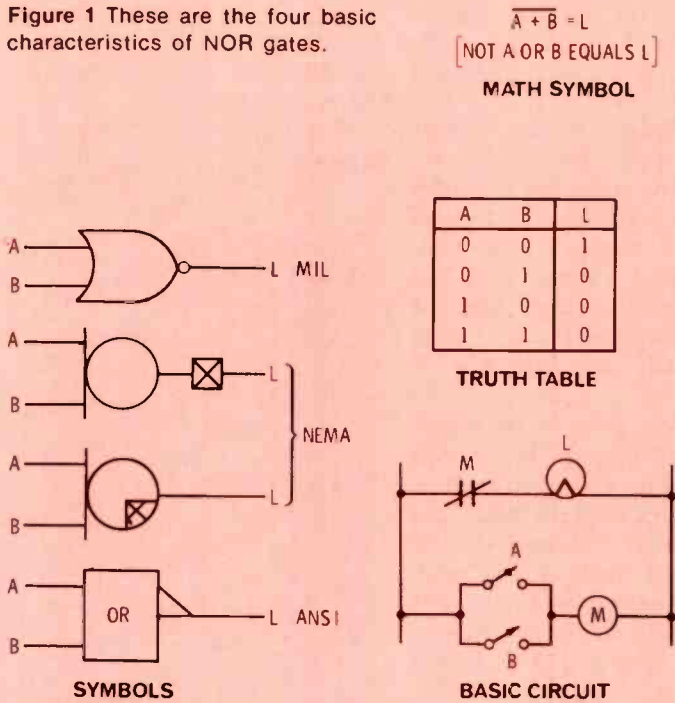 Figure 1 These are the four basic
characteristics of NOR gates.
A + B = L
[NOT A OR B EQUALS L]
MATH SYMBOL
A
B
L MIL
A
B
L
NEMA
A
B
L
A
B
OR
L ANSI
SYMBOLS
A B L
0 0 1
0 1 0
1 0 0
1 1 0
TRUTH TABLE
M
L
A
B
M
BASIC CIRCUIT